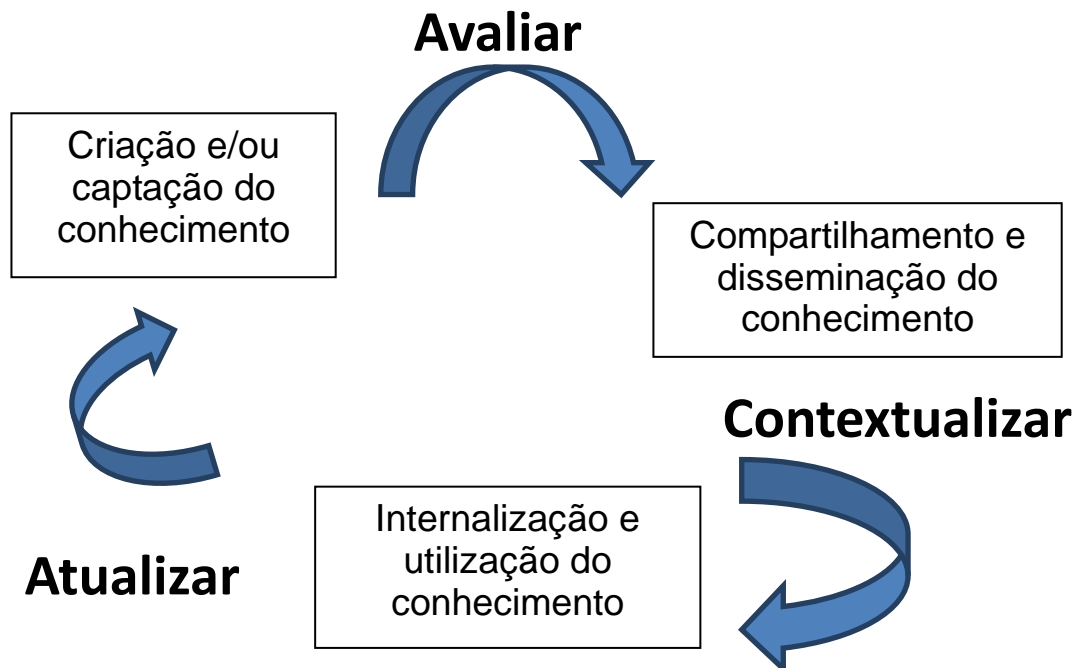 Avaliar
Criação e/ou
captação do
conhecimento
Compartilhamento e
disseminação do
conhecimento
Contextualizar
Internalização e
utilização do
conhecimento
Atualizar